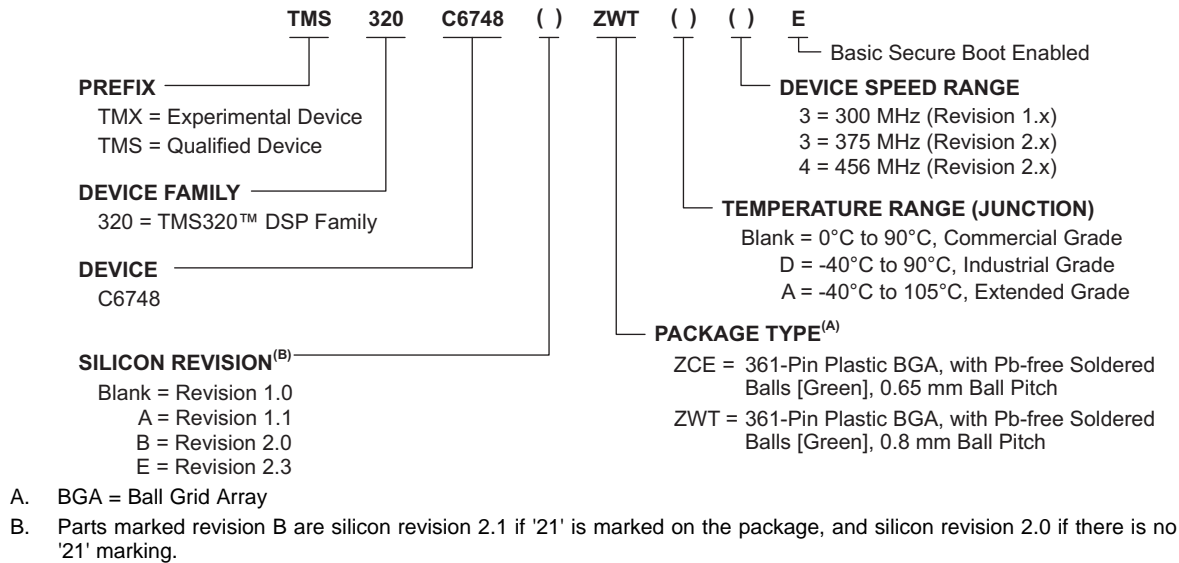 TMS 320 C6748 ( ) ZWT ( ) ( ) E
Basic Secure Boot Enabled
PREFIX
TMX = Experimental Device
TMS = Qualified Device
DEVICE FAMILY
320 = TMS320™ DSP Family
DEVICE
C6748
SILICON REVISION(B)
Blank = Revision 1.0
A = Revision 1.1
B = Revision 2.0
E = Revision 2.3
DEVICE SPEED RANGE
3 = 300 MHz (Revision 1.x)
3 = 375 MHz (Revision 2.x)
4 = 456 MHz (Revision 2.x)
TEMPERATURE RANGE (JUNCTION)
Blank = 0°C to 90°C, Commercial Grade
D = -40°C to 90°C, Industrial Grade
A = -40°C to 105°C, Extended Grade
PACKAGE TYPE(A)
ZCE = 361-Pin Plastic BGA, with Pb-free Soldered
Balls [Green], 0.65 mm Ball Pitch
ZWT = 361-Pin Plastic BGA, with Pb-free Soldered
Balls [Green], 0.8 mm Ball Pitch
A. BGA = Ball Grid Array
B. Parts marked revision B are silicon revision 2.1 if '21' is marked on the package, and silicon revision 2.0 if there is no
'21' marking.